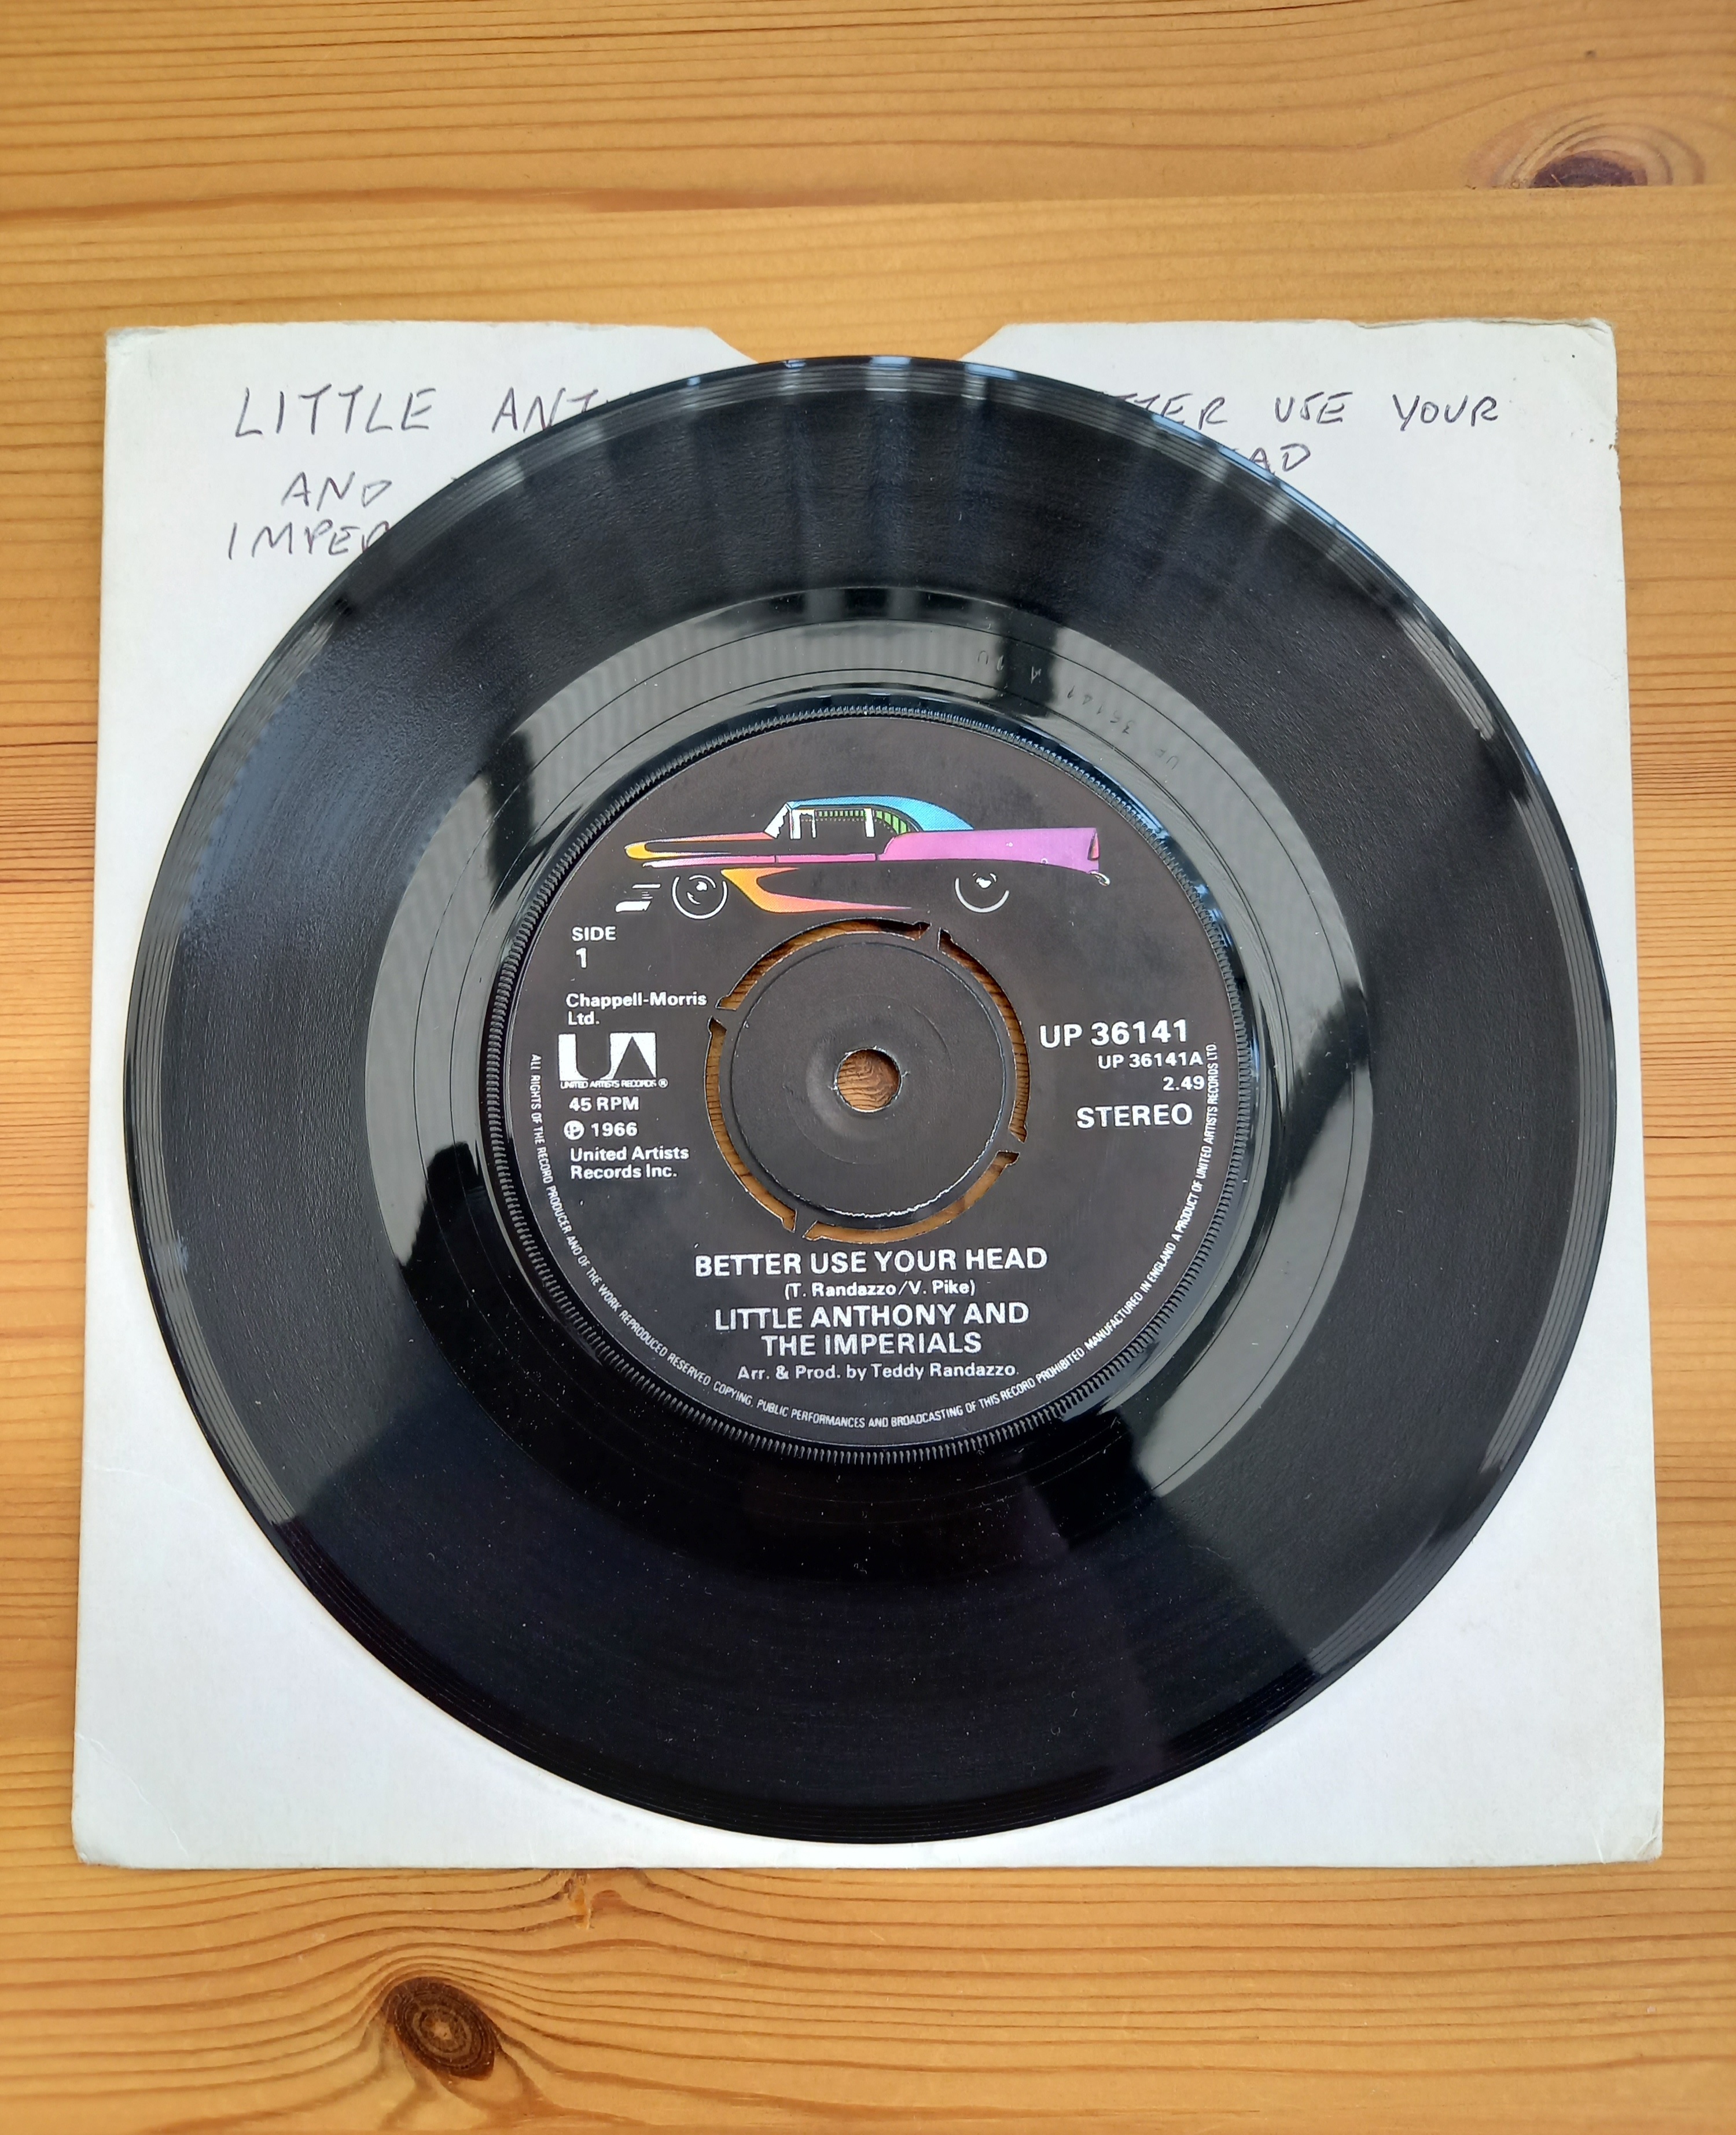 LITTLE
USE YOUR
AND
SIDE
1
Chappell-Morris
Ltd.
UA
UNITED ARTISTS RECORDS ®
45 RPM
℗ 1966
United Artists
Records Inc.
UP 36141
UP 36141A
2.49
STEREO
BETTER USE YOUR HEAD
(T. Randazzo/V. Pike)
LITTLE ANTHONY AND
THE IMPERIALS
Arr. & Prod. by Teddy Randazzo.
ALL RIGHTS OF THE RECORD PRODUCER AND OF THE WORK REPRODUCED RESERVED. COPYING, PUBLIC PERFORMANCES AND BROADCASTING OF THIS RECORD PROHIBITED. MANUFACTURED IN ENGLAND. A PRODUCT OF UNITED ARTISTS RECORDS LTD.